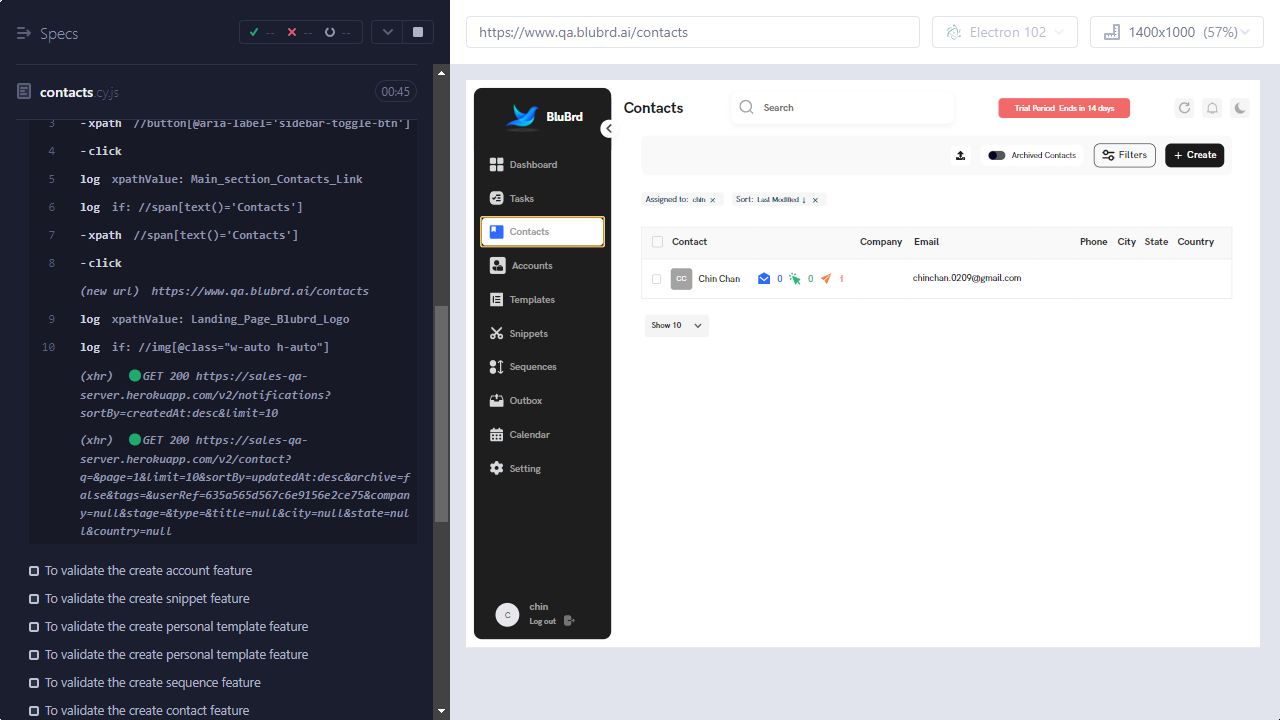 Specs
--
--
--
contacts.cy.js
00:45
3 -xpath //button[@aria-label='sidebar-toggle-btn']
4 -click
5 log xpathValue: Main_section_Contacts_Link
6 log if: //span[text()='Contacts']
7 -xpath //span[text()='Contacts']
8 -click
(new url) https://www.qa.blubrd.ai/contacts
9 log xpathValue: Landing_Page_Blubrd_Logo
10 log if: //img[@class="w-auto h-auto"]
(xhr) GET 200 https://sales-qa-
server.herokuapp.com/v2/notifications?
sortBy=createdAt:desc&limit=10
(xhr) GET 200 https://sales-qa-
server.herokuapp.com/v2/contact?
q=&page=1&limit=10&sortBy=updatedAt:desc&archive=f
alse&tags=&userRef=635a565d567c6e9156e2ce75&compan
y=null&stage=&type=&title=null&city=null&state=nul
l&country=null
To validate the create account feature
To validate the create snippet feature
To validate the create personal template feature
To validate the create personal template feature
To validate the create sequence feature
To validate the create contact feature
https://www.qa.blubrd.ai/contacts
Electron 102
1400x1000 (57%)
BluBrd
Dashboard
Tasks
Contacts
Accounts
Templates
Snippets
Sequences
Outbox
Calendar
Setting
C
chin
Log out
Contacts
Search
Trial Period Ends in 14 days
Archived Contacts
Filters
+ Create
Assigned to: chin ×
Sort: Last Modified ↓ ×
Contact Company Email Phone City State Country
CC Chin Chan 0 0 1 chinchan.0209@gmail.com
Show 10